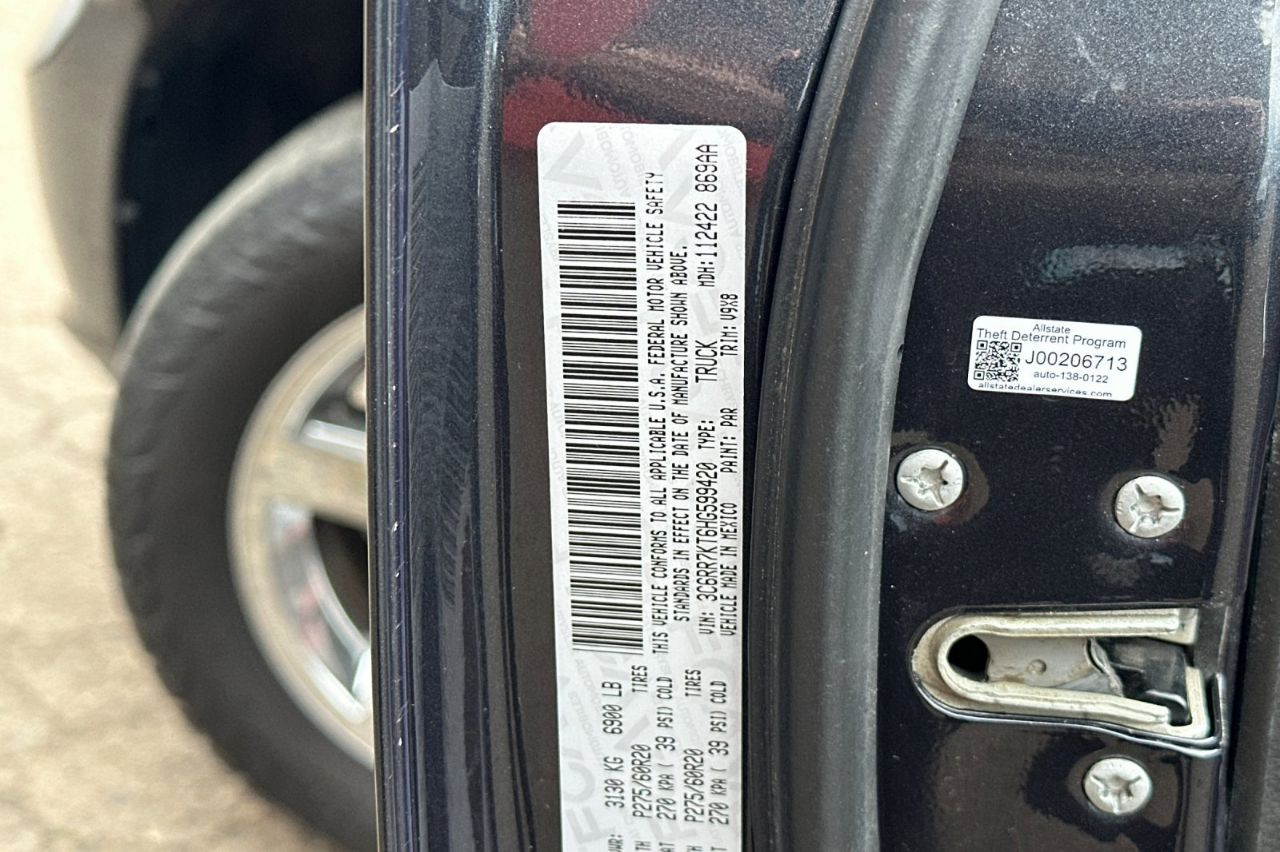 3130 KG 6900 LB
P275/60R20 TIRES
270 KPA ( 39 PSI) COLD
P275/60R20 TIRES
270 KPA ( 39 PSI) COLD
THIS VEHICLE CONFORMS TO ALL APPLICABLE U.S.A. FEDERAL MOTOR VEHICLE SAFETY
STANDARDS IN EFFECT ON THE DATE OF MANUFACTURE SHOWN ABOVE.
VIN: 3C6RR7KT6HG599420 TYPE: TRUCK MDH:112422 869AA
VEHICLE MADE IN MEXICO PAINT: PAR TRIM: V9X8
Allstate
Theft Deterrent Program
J00206713
auto-138-0122
allstatedealerservices.com